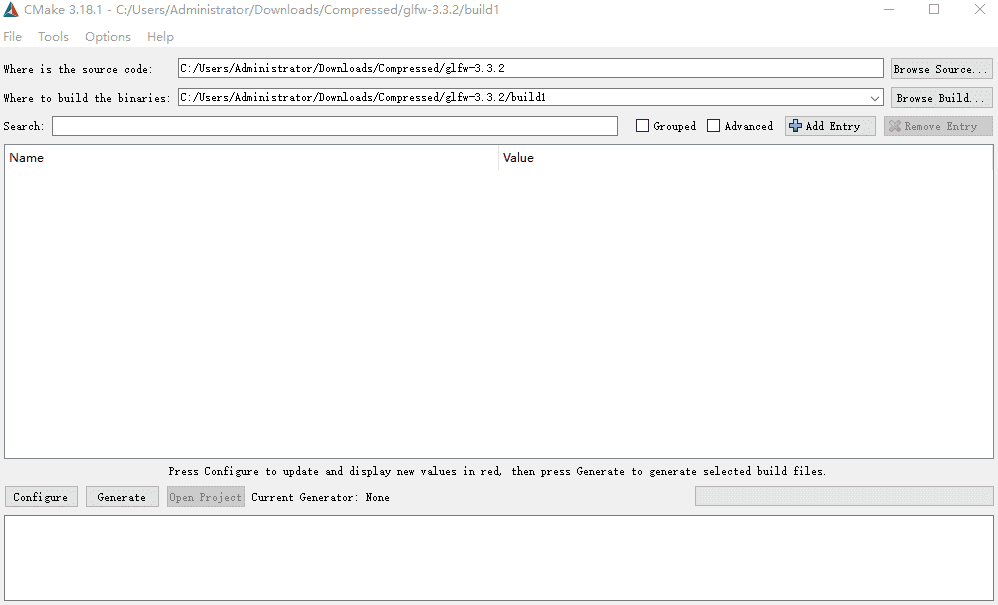 CMake 3.18.1 - C:/Users/Administrator/Downloads/Compressed/glfw-3.3.2/build1
File Tools Options Help
Where is the source code: C:/Users/Administrator/Downloads/Compressed/glfw-3.3.2 Browse Source...
Where to build the binaries: C:/Users/Administrator/Downloads/Compressed/glfw-3.3.2/build1 Browse Build...
Search: Grouped Advanced Add Entry Remove Entry
Name Value
Press Configure to update and display new values in red, then press Generate to generate selected build files.
Configure Generate Open Project Current Generator: None